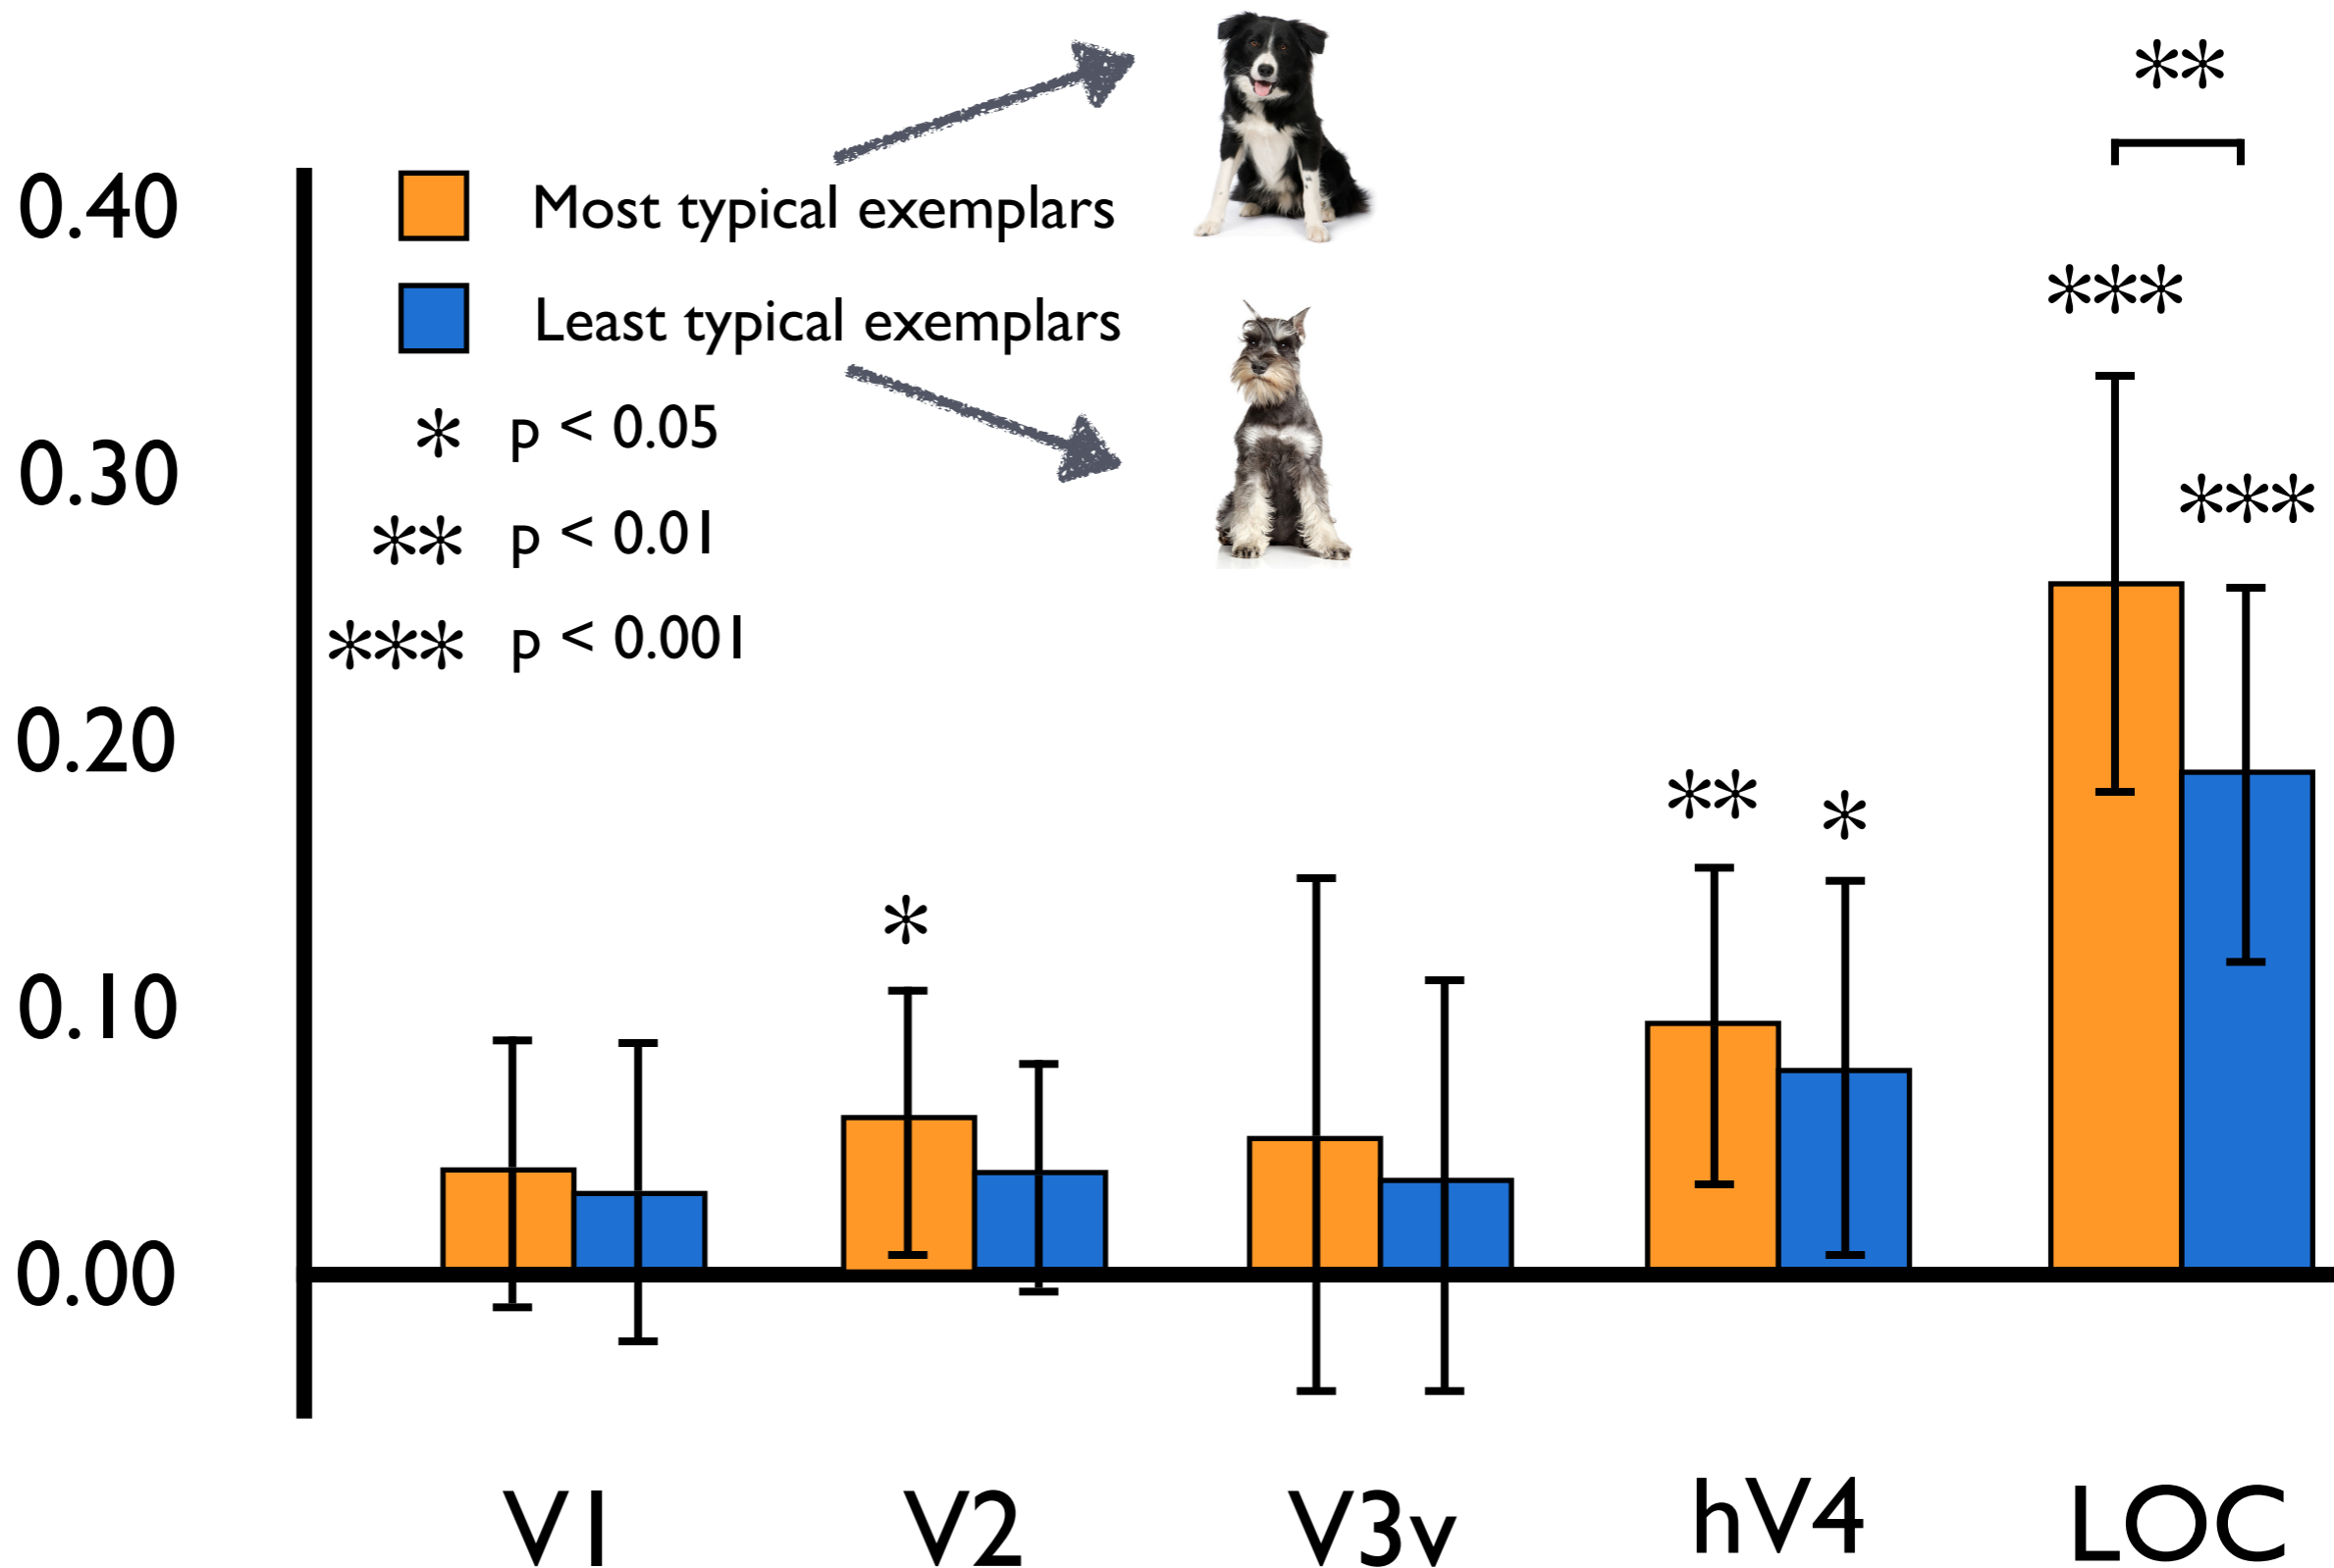 **
0.40
Most typical exemplars
***
Least typical exemplars
* p < 0.05
0.30
***
** p < 0.01
*** p < 0.001
0.20
**
*
*
0.10
0.00
V1
V2
V3v
hV4
LOC